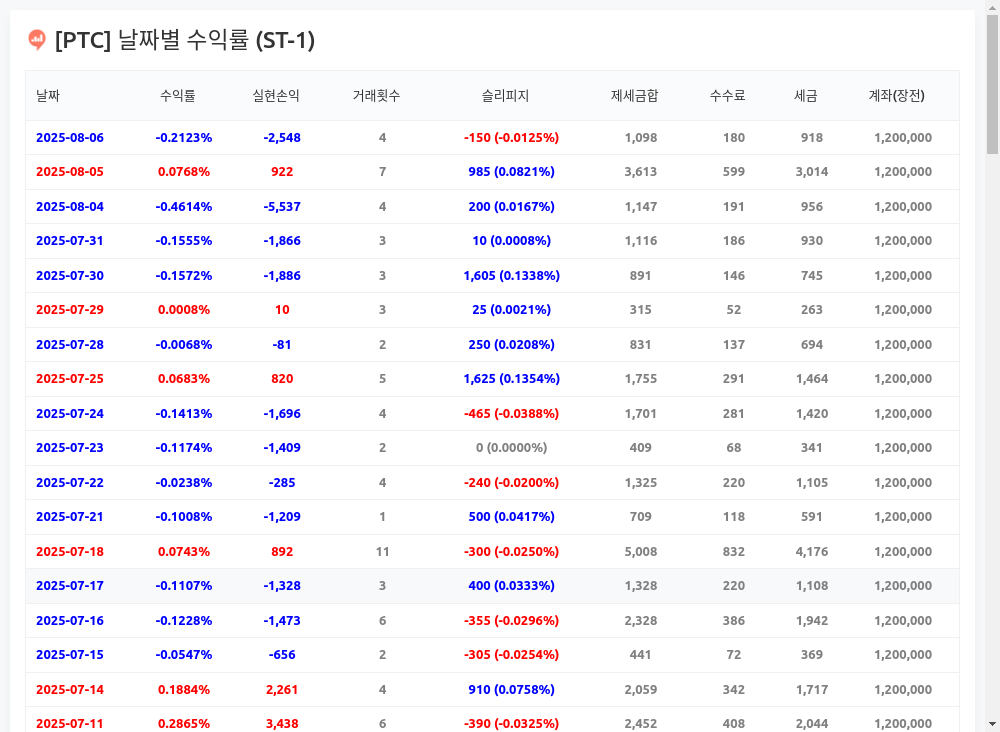 [PTC] 날짜별 수익률 (ST-1)
날짜 수익률 실현손익 거래횟수 슬리피지 제세금합 수수료 세금 계좌(장전)
2025-08-06 -0.2123% -2,548 4 -150 (-0.0125%) 1,098 180 918 1,200,000
2025-08-05 0.0768% 922 7 985 (0.0821%) 3,613 599 3,014 1,200,000
2025-08-04 -0.4614% -5,537 4 200 (0.0167%) 1,147 191 956 1,200,000
2025-07-31 -0.1555% -1,866 3 10 (0.0008%) 1,116 186 930 1,200,000
2025-07-30 -0.1572% -1,886 3 1,605 (0.1338%) 891 146 745 1,200,000
2025-07-29 0.0008% 10 3 25 (0.0021%) 315 52 263 1,200,000
2025-07-28 -0.0068% -81 2 250 (0.0208%) 831 137 694 1,200,000
2025-07-25 0.0683% 820 5 1,625 (0.1354%) 1,755 291 1,464 1,200,000
2025-07-24 -0.1413% -1,696 4 -465 (-0.0388%) 1,701 281 1,420 1,200,000
2025-07-23 -0.1174% -1,409 2 0 (0.0000%) 409 68 341 1,200,000
2025-07-22 -0.0238% -285 4 -240 (-0.0200%) 1,325 220 1,105 1,200,000
2025-07-21 -0.1008% -1,209 1 500 (0.0417%) 709 118 591 1,200,000
2025-07-18 0.0743% 892 11 -300 (-0.0250%) 5,008 832 4,176 1,200,000
2025-07-17 -0.1107% -1,328 3 400 (0.0333%) 1,328 220 1,108 1,200,000
2025-07-16 -0.1228% -1,473 6 -355 (-0.0296%) 2,328 386 1,942 1,200,000
2025-07-15 -0.0547% -656 2 -305 (-0.0254%) 441 72 369 1,200,000
2025-07-14 0.1884% 2,261 4 910 (0.0758%) 2,059 342 1,717 1,200,000
2025-07-11 0.2865% 3,438 6 -390 (-0.0325%) 2,452 408 2,044 1,200,000